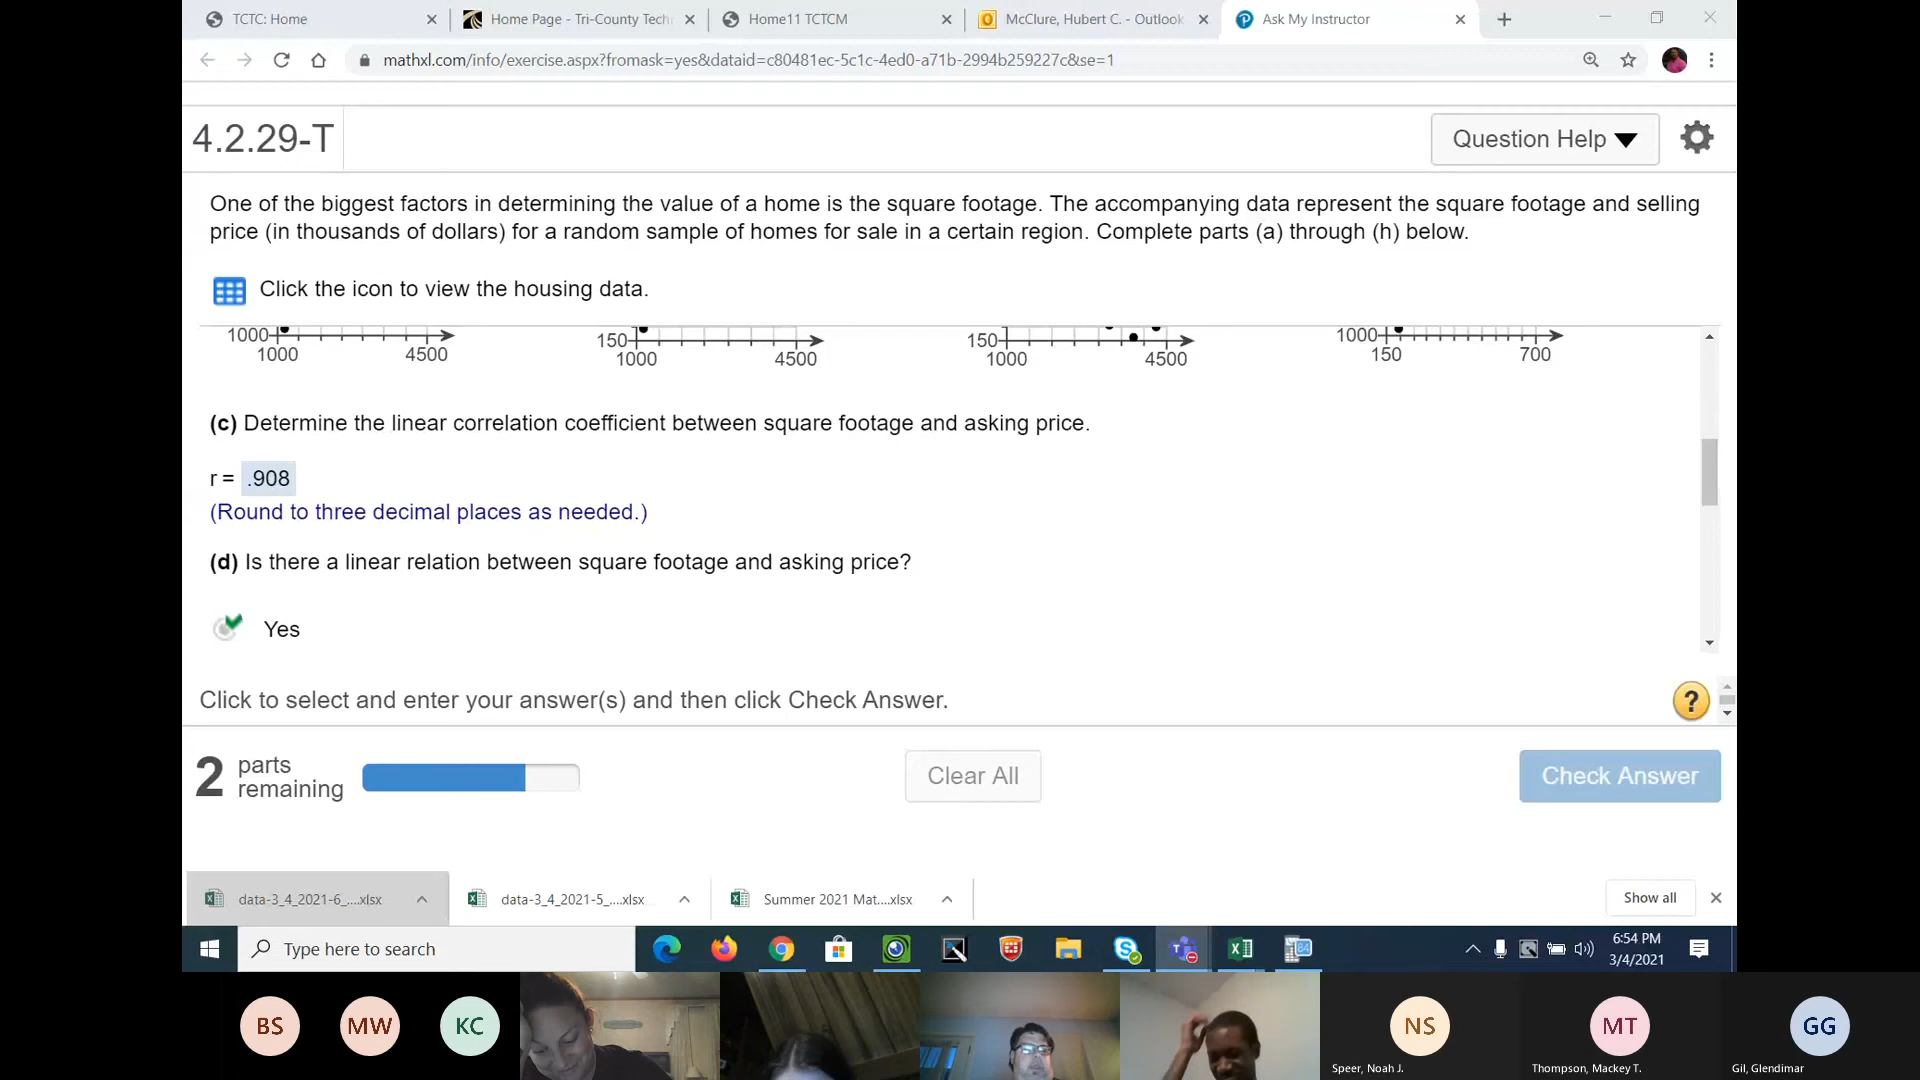 TCTC: Home
Home Page - Tri-County Tech
Home11 TCTCM
McClure, Hubert C. - Outlook
Ask My Instructor
mathxl.com/info/exercise.aspx?fromask=yes&dataid=c80481ec-5c1c-4ed0-a71b-2994b259227c&se=1
4.2.29-T
Question Help
One of the biggest factors in determining the value of a home is the square footage. The accompanying data represent the square footage and selling
price (in thousands of dollars) for a random sample of homes for sale in a certain region. Complete parts (a) through (h) below.
Click the icon to view the housing data.
1000
1000 4500
150
1000 4500
150
1000 4500
1000
150 700
(c) Determine the linear correlation coefficient between square footage and asking price.
r = .908
(Round to three decimal places as needed.)
(d) Is there a linear relation between square footage and asking price?
Yes
Click to select and enter your answer(s) and then click Check Answer.
?
2 parts
remaining
Clear All
Check Answer
data-3_4_2021-6_....xlsx
data-3_4_2021-5_....xlsx
Summer 2021 Mat....xlsx
Show all
Type here to search
6:54 PM
3/4/2021
BS
MW
KC
NS
MT
GG
Speer, Noah J.
Thompson, Mackey T.
Gil, Glendimar